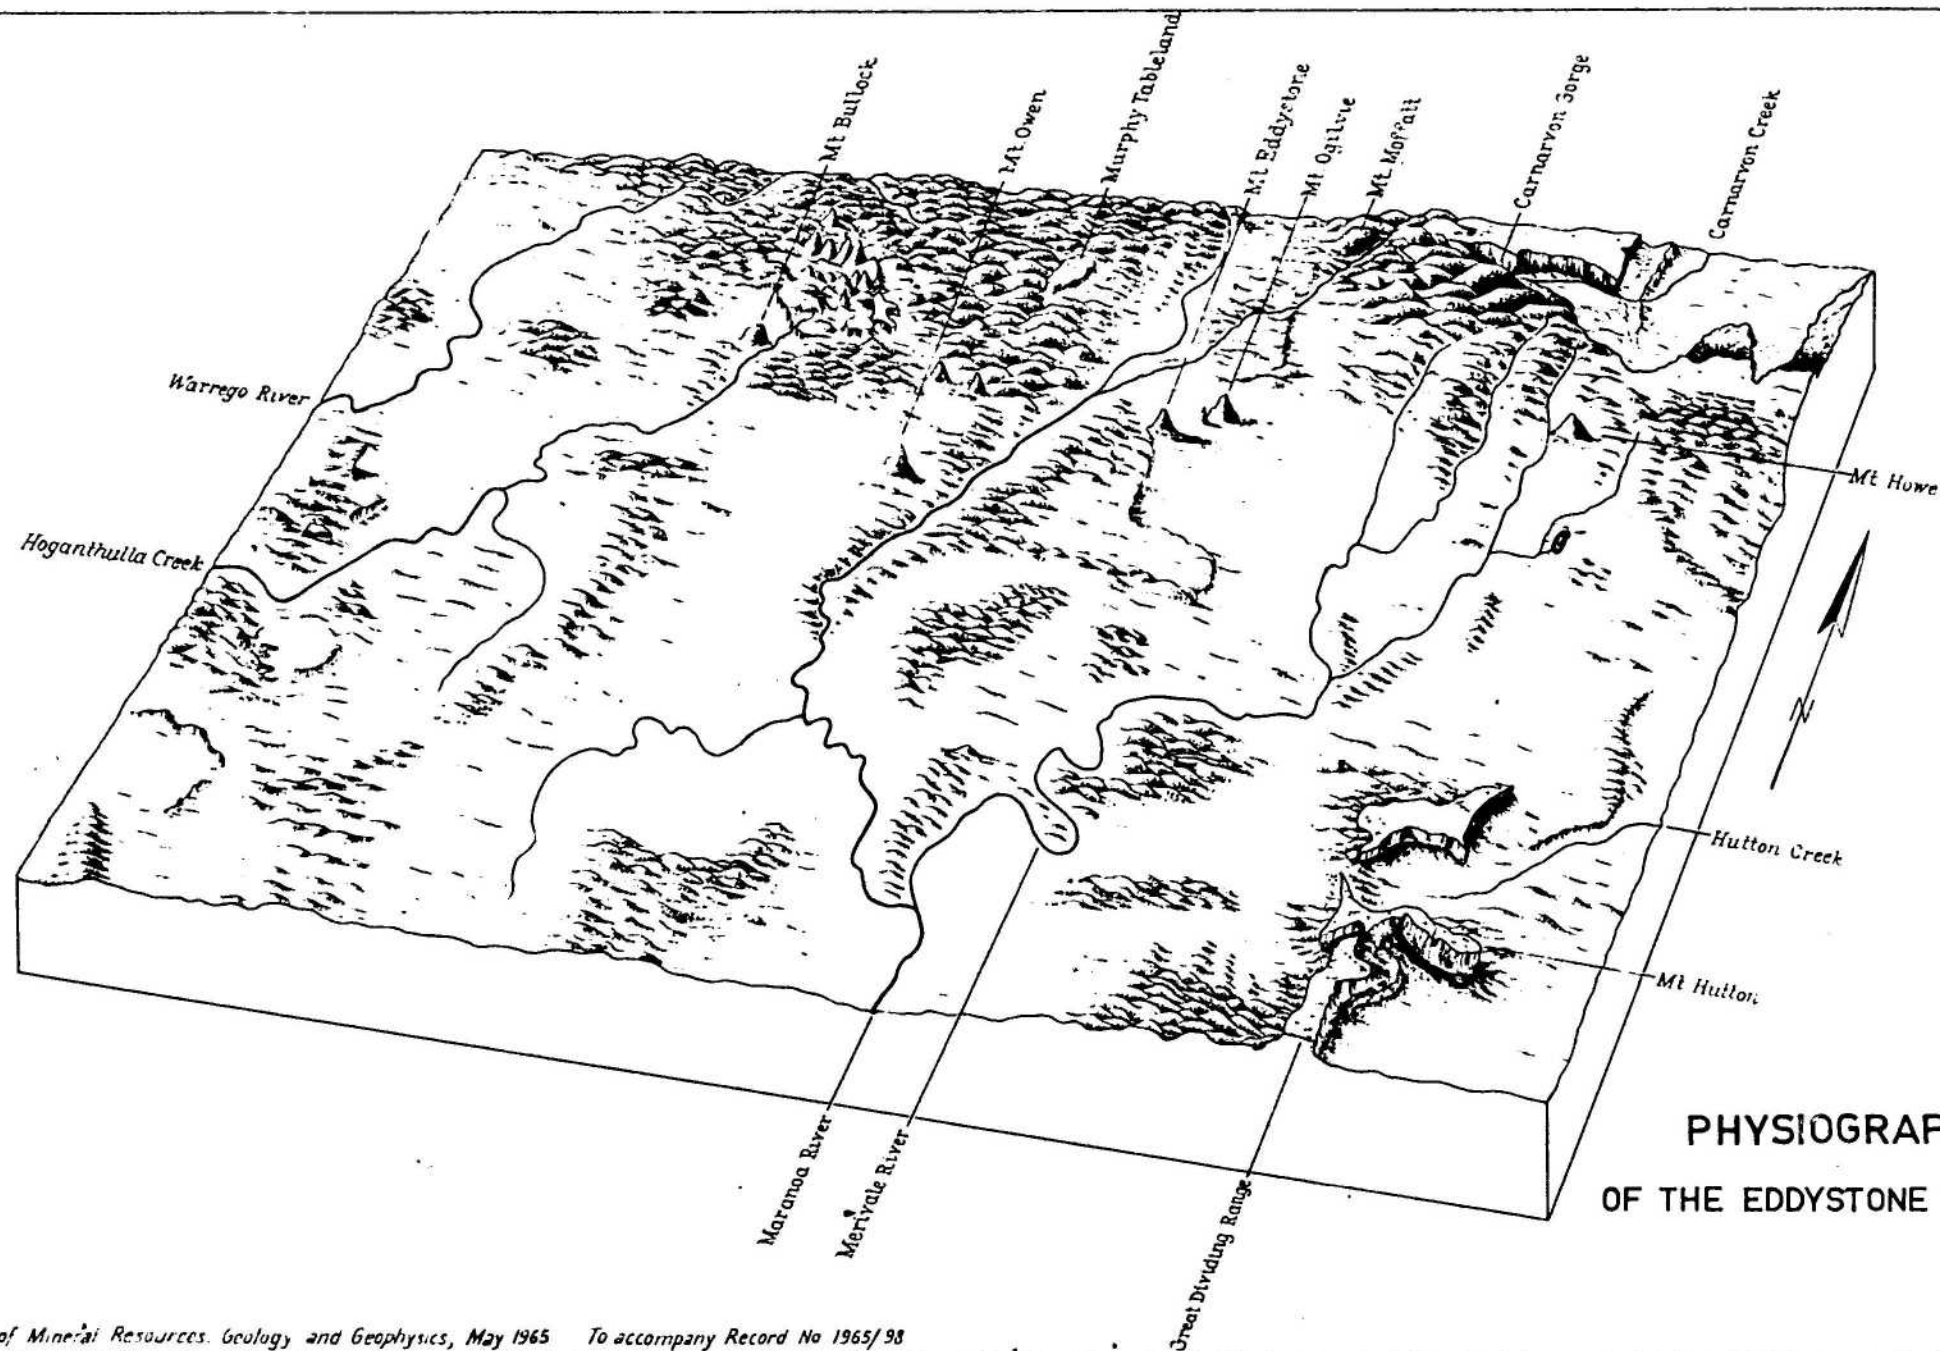 Mt Bullock
Mt Owen
Murphy Tableland
Mt Eddystone
Mt Ogilvie
Mt Moffatt
Carnarvon Gorge
Carnarvon Creek
Warrego River
Mt Howe
Hoganthulla Creek
N
Hutton Creek
Mt Hutton
Maranoa River
Merivale River
Great Dividing Range
PHYSIOGRAP
OF THE EDDYSTONE
of Mineral Resources. Geology and Geophysics, May 1965 To accompany Record No 1965/98